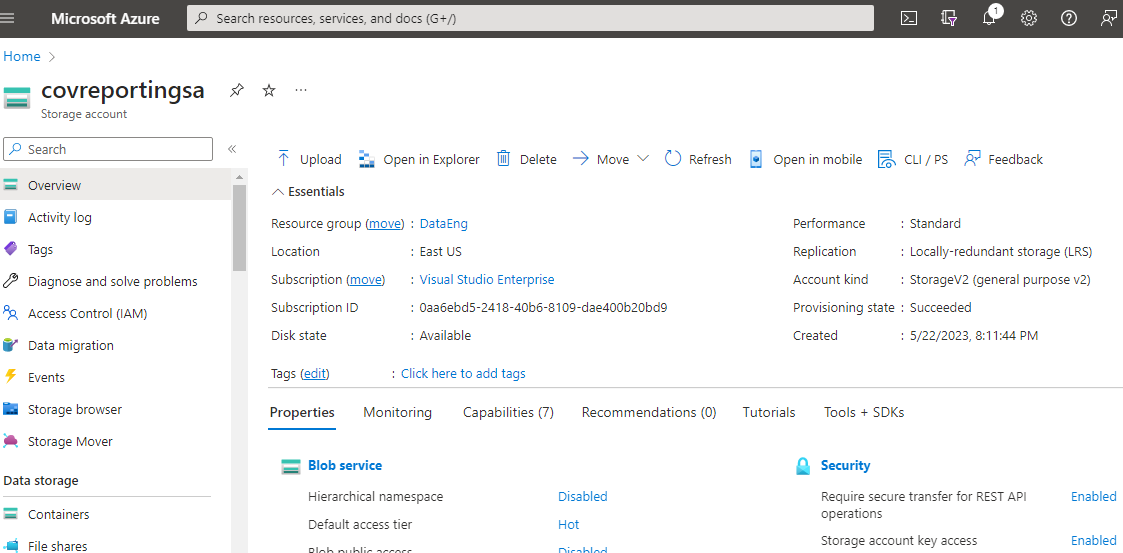 Microsoft Azure
Search resources, services, and docs (G+/)
1
Home
covreportingsa
Storage account
Search
Overview
Activity log
Tags
Diagnose and solve problems
Access Control (IAM)
Data migration
Events
Storage browser
Storage Mover
Data storage
Containers
File shares
Upload
Open in Explorer
Delete
Move
Refresh
Open in mobile
CLI / PS
Feedback
Essentials
Resource group (move) : DataEng
Location : East US
Subscription (move) : Visual Studio Enterprise
Subscription ID : 0aa6ebd5-2418-40b6-8109-dae400b20bd9
Disk state : Available
Performance : Standard
Replication : Locally-redundant storage (LRS)
Account kind : StorageV2 (general purpose v2)
Provisioning state : Succeeded
Created : 5/22/2023, 8:11:44 PM
Tags (edit) : Click here to add tags
Properties
Monitoring
Capabilities (7)
Recommendations (0)
Tutorials
Tools + SDKs
Blob service
Hierarchical namespace Disabled
Default access tier Hot
Blob public access Disabled
Security
Require secure transfer for REST API Enabled
operations
Storage account key access Enabled